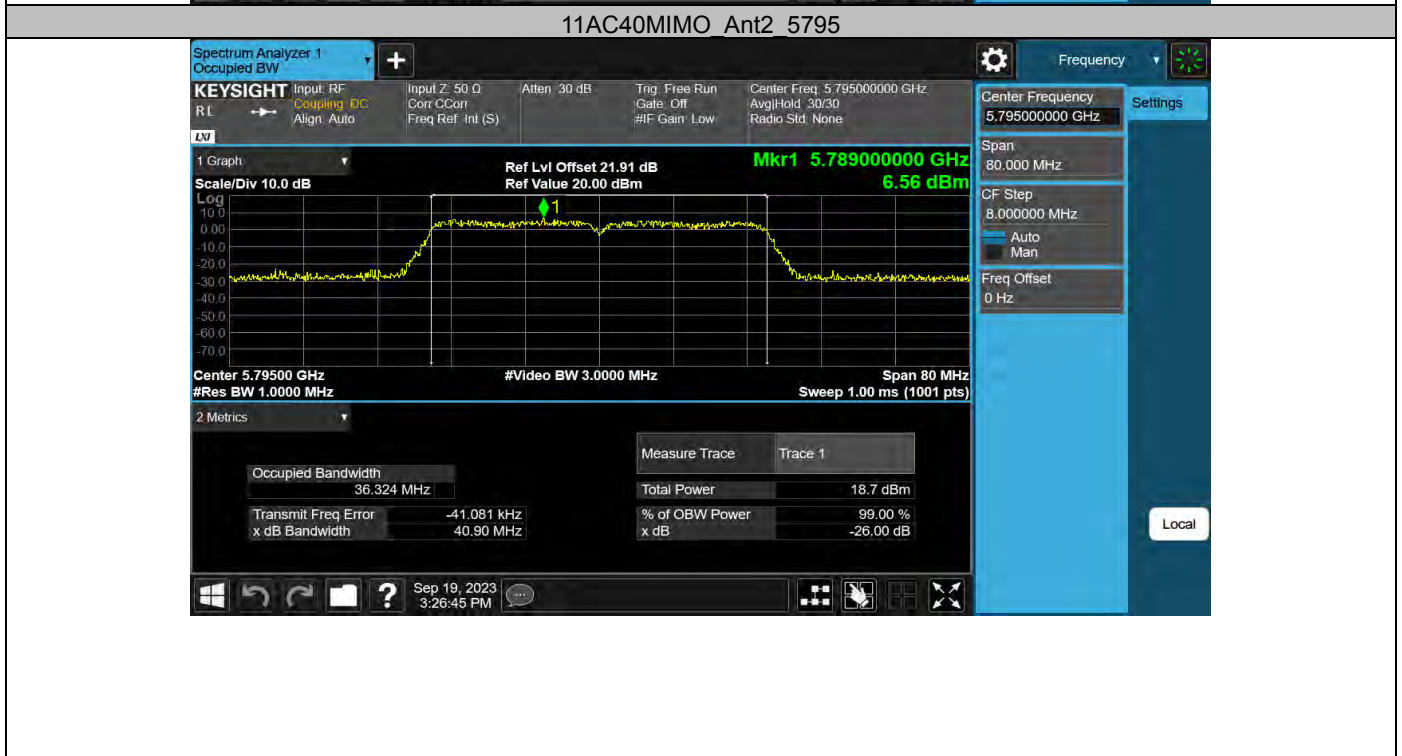 11AC40MIMO_Ant2_5795
Spectrum Analyzer 1
Occupied BW
Frequency
KEYSIGHT
R L
LXI
Input: RF
Coupling: DC
Align: Auto
Input Z: 50 Ω
Corr CCorr
Freq Ref: Int (S)
Atten: 30 dB
Trig: Free Run
Gate: Off
#IF Gain: Low
Center Freq: 5.795000000 GHz
Avg|Hold: 30/30
Radio Std: None
Center Frequency
5.795000000 GHz
Settings
Span
80.000 MHz
CF Step
8.000000 MHz
Auto
Man
Freq Offset
0 Hz
1 Graph
Scale/Div 10.0 dB
Ref Lvl Offset 21.91 dB
Ref Value 20.00 dBm
Mkr1 5.789000000 GHz
6.56 dBm
Log
10.0
0.00
-10.0
-20.0
-30.0
-40.0
-50.0
-60.0
-70.0
1
Center 5.79500 GHz
#Video BW 3.0000 MHz
Span 80 MHz
#Res BW 1.0000 MHz
Sweep 1.00 ms (1001 pts)
2 Metrics
Measure Trace Trace 1
Occupied Bandwidth
36.324 MHz
Total Power 18.7 dBm
Transmit Freq Error -41.081 kHz
% of OBW Power 99.00 %
x dB Bandwidth 40.90 MHz
x dB -26.00 dB
Local
Sep 19, 2023
3:26:45 PM